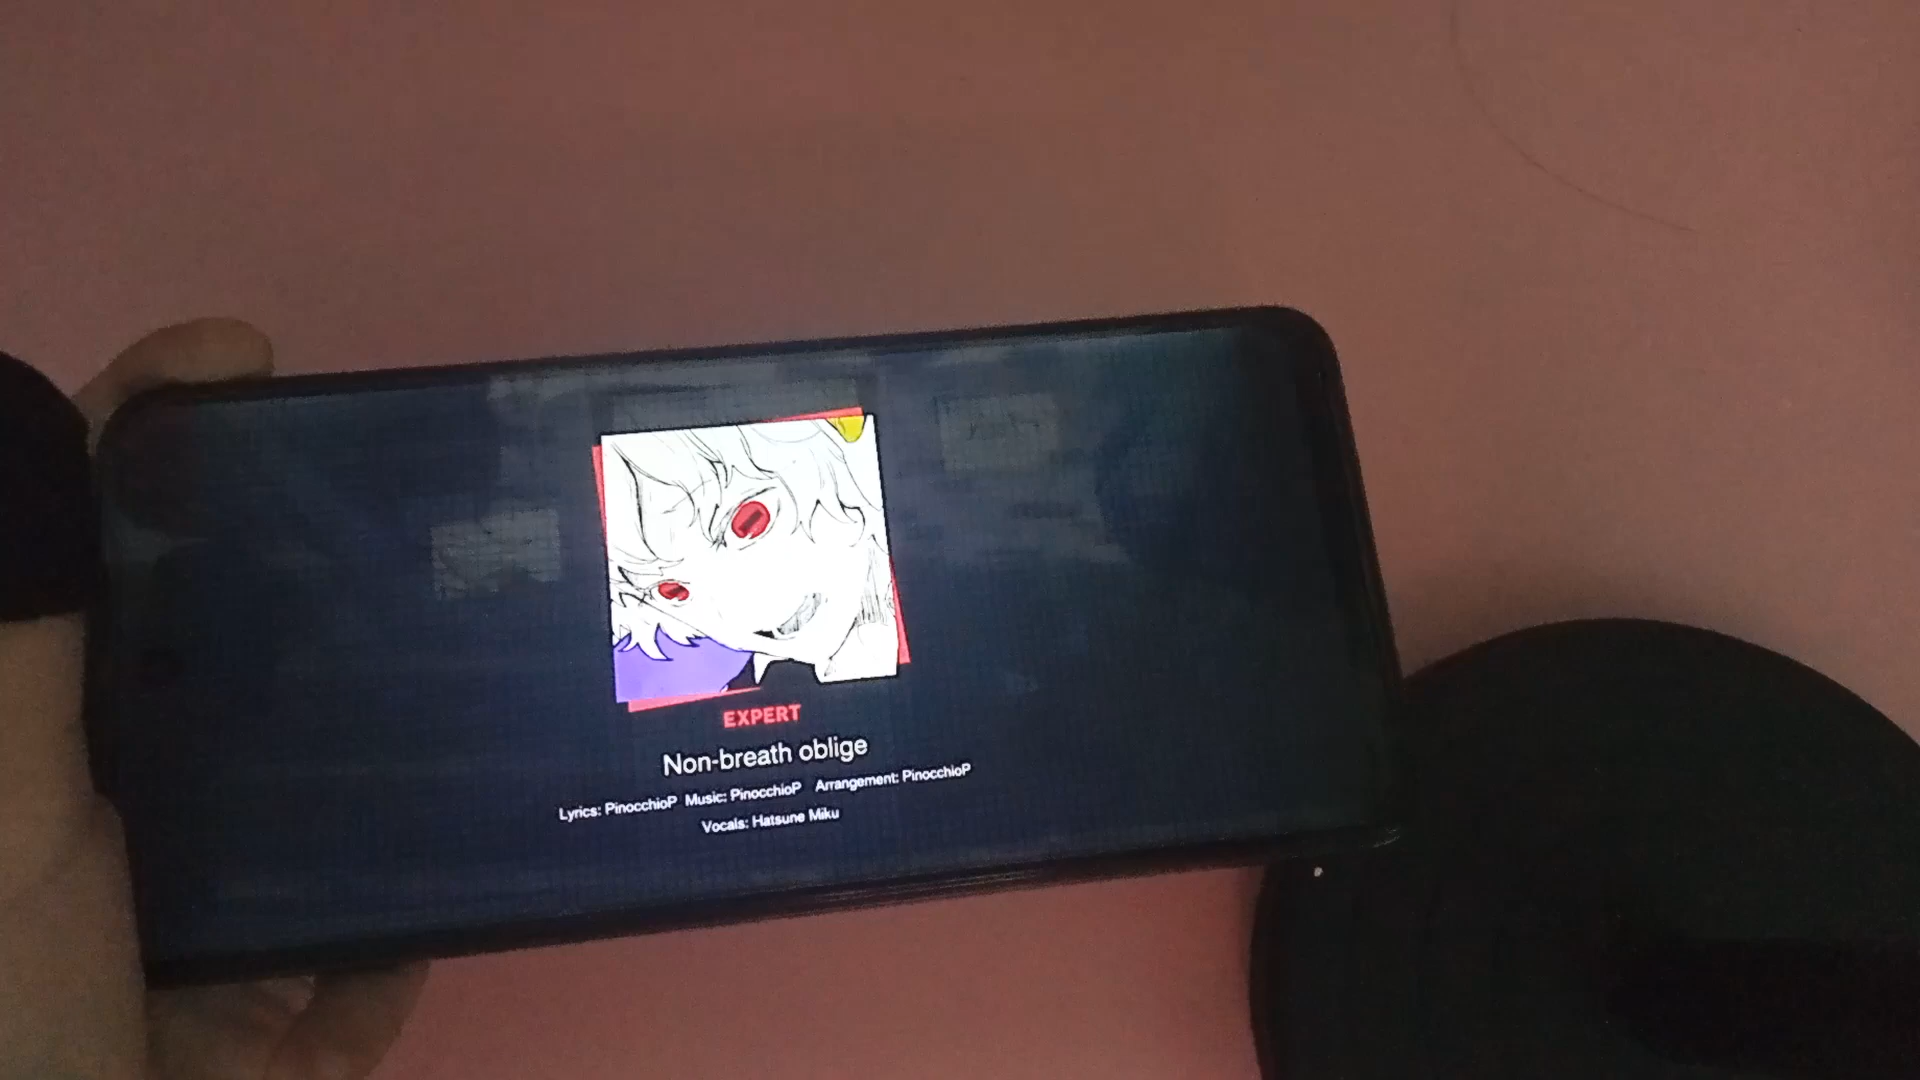 EXPERT
Non-breath oblige
Lyrics: PinocchioP Music: PinocchioP Arrangement: PinocchioP
Vocals: Hatsune Miku